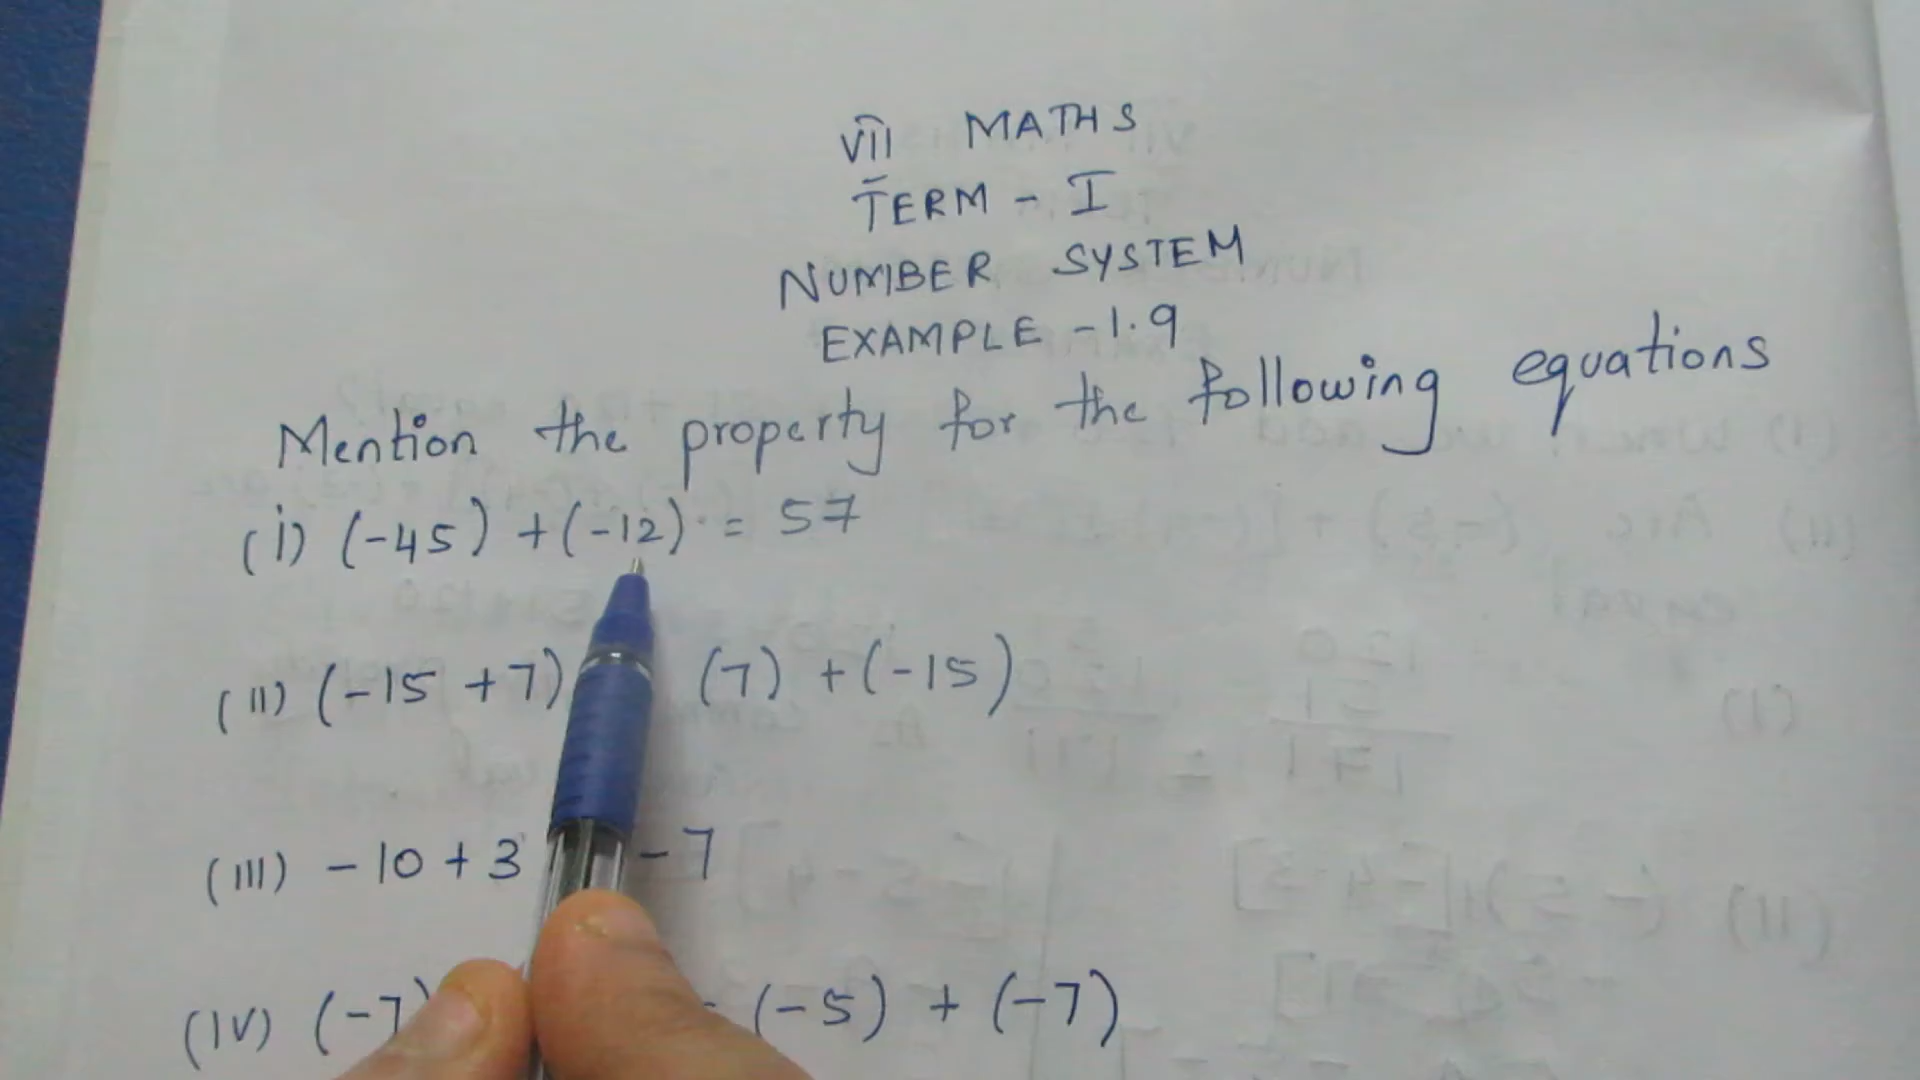 VII MATHS
TERM - I
NUMBER SYSTEM
EXAMPLE - 1.9
Mention the property for the following equations
(i) (-45) + (-12) = 57
(II) (-15 + 7) (7) + (-15)
(III) - 10 + 3 - 7
(IV) (-7) (-5) + (-7)